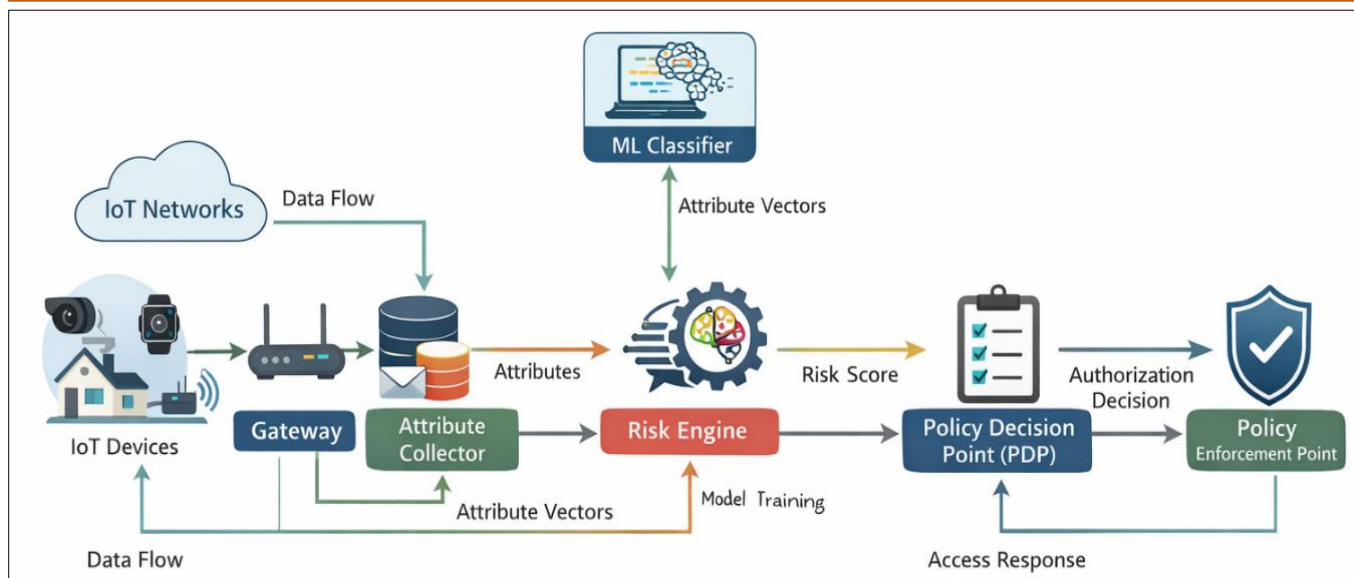 ML Classifier
IoT Networks
Data Flow
Attribute Vectors
Attributes
Risk Score
Authorization
Decision
IoT Devices
Gateway
Attribute
Collector
Risk Engine
Policy Decision
Point (PDP)
Policy
Enforcement Point
Attribute Vectors
Model Training
Data Flow
Access Response